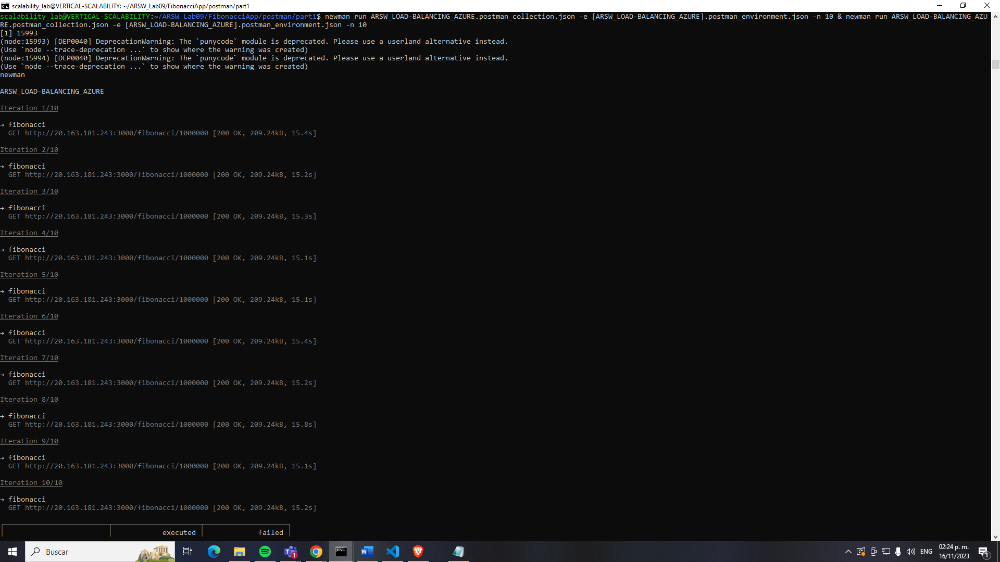 scalability_lab@VERTICAL-SCALABILITY: ~/ARSW_Lab09/FibonacciApp/postman/part1
scalability_lab@VERTICAL-SCALABILITY:~/ARSW_Lab09/FibonacciApp/postman/part1$ newman run ARSW_LOAD-BALANCING_AZURE.postman_collection.json -e [ARSW_LOAD-BALANCING_AZURE].postman_environment.json -n 10 & newman run ARSW_LOAD-BALANCING_AZU
RE.postman_collection.json -e [ARSW_LOAD-BALANCING_AZURE].postman_environment.json -n 10
[1] 15993
(node:15993) [DEP0040] DeprecationWarning: The `punycode` module is deprecated. Please use a userland alternative instead.
(Use `node --trace-deprecation ...` to show where the warning was created)
(node:15994) [DEP0040] DeprecationWarning: The `punycode` module is deprecated. Please use a userland alternative instead.
(Use `node --trace-deprecation ...` to show where the warning was created)
newman
ARSW_LOAD-BALANCING_AZURE
Iteration 1/10
→ fibonacci
GET http://20.163.181.243:3000/fibonacci/1000000 [200 OK, 209.24kB, 15.4s]
Iteration 2/10
→ fibonacci
GET http://20.163.181.243:3000/fibonacci/1000000 [200 OK, 209.24kB, 15.2s]
Iteration 3/10
→ fibonacci
GET http://20.163.181.243:3000/fibonacci/1000000 [200 OK, 209.24kB, 15.3s]
Iteration 4/10
→ fibonacci
GET http://20.163.181.243:3000/fibonacci/1000000 [200 OK, 209.24kB, 15.1s]
Iteration 5/10
→ fibonacci
GET http://20.163.181.243:3000/fibonacci/1000000 [200 OK, 209.24kB, 15.1s]
Iteration 6/10
→ fibonacci
GET http://20.163.181.243:3000/fibonacci/1000000 [200 OK, 209.24kB, 15.4s]
Iteration 7/10
→ fibonacci
GET http://20.163.181.243:3000/fibonacci/1000000 [200 OK, 209.24kB, 15.2s]
Iteration 8/10
→ fibonacci
GET http://20.163.181.243:3000/fibonacci/1000000 [200 OK, 209.24kB, 15.8s]
Iteration 9/10
→ fibonacci
GET http://20.163.181.243:3000/fibonacci/1000000 [200 OK, 209.24kB, 15.1s]
Iteration 10/10
→ fibonacci
GET http://20.163.181.243:3000/fibonacci/1000000 [200 OK, 209.24kB, 15.2s]
executed failed
Buscar
1
ENG
02:24 p. m.
16/11/2023
1